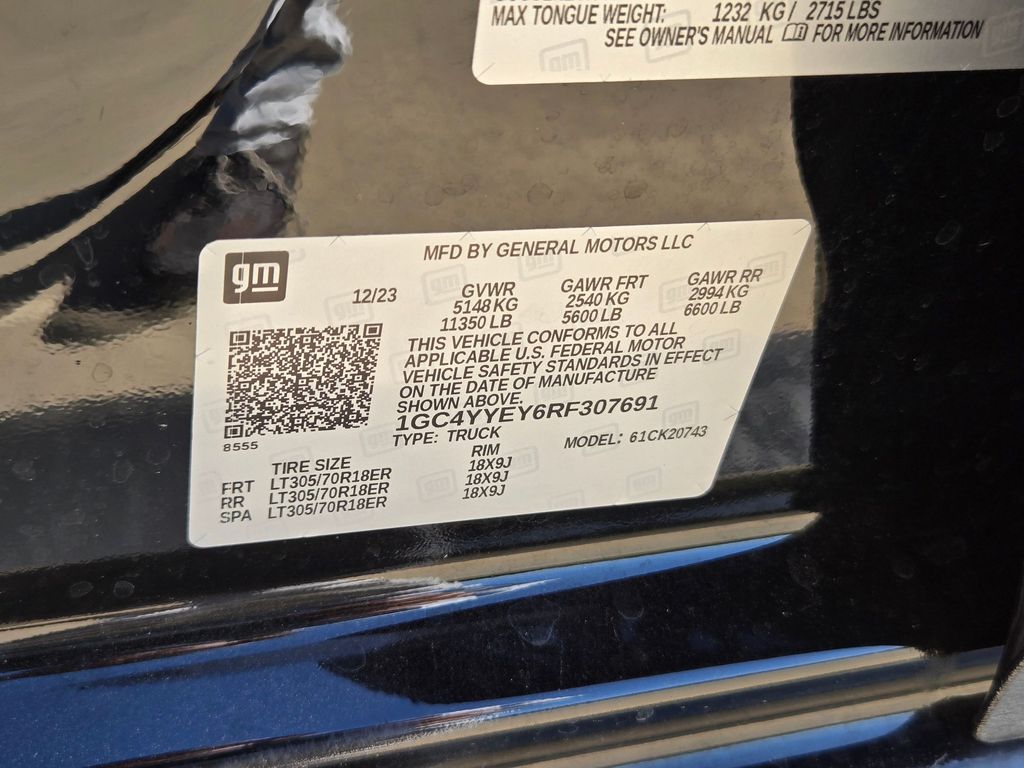 MAX TONGUE WEIGHT: 1232 KG / 2715 LBS
SEE OWNER'S MANUAL FOR MORE INFORMATION
gm
MFD BY GENERAL MOTORS LLC
12/23
GVWR GAWR FRT GAWR RR
5148 KG 2540 KG 2994 KG
11350 LB 5600 LB 6600 LB
THIS VEHICLE CONFORMS TO ALL
APPLICABLE U.S. FEDERAL MOTOR
VEHICLE SAFETY STANDARDS IN EFFECT
ON THE DATE OF MANUFACTURE
SHOWN ABOVE.
1GC4YYEY6RF307691
TYPE: TRUCK MODEL: 61CK20743
8555
TIRE SIZE RIM
FRT LT305/70R18ER 18X9J
RR LT305/70R18ER 18X9J
SPA LT305/70R18ER 18X9J